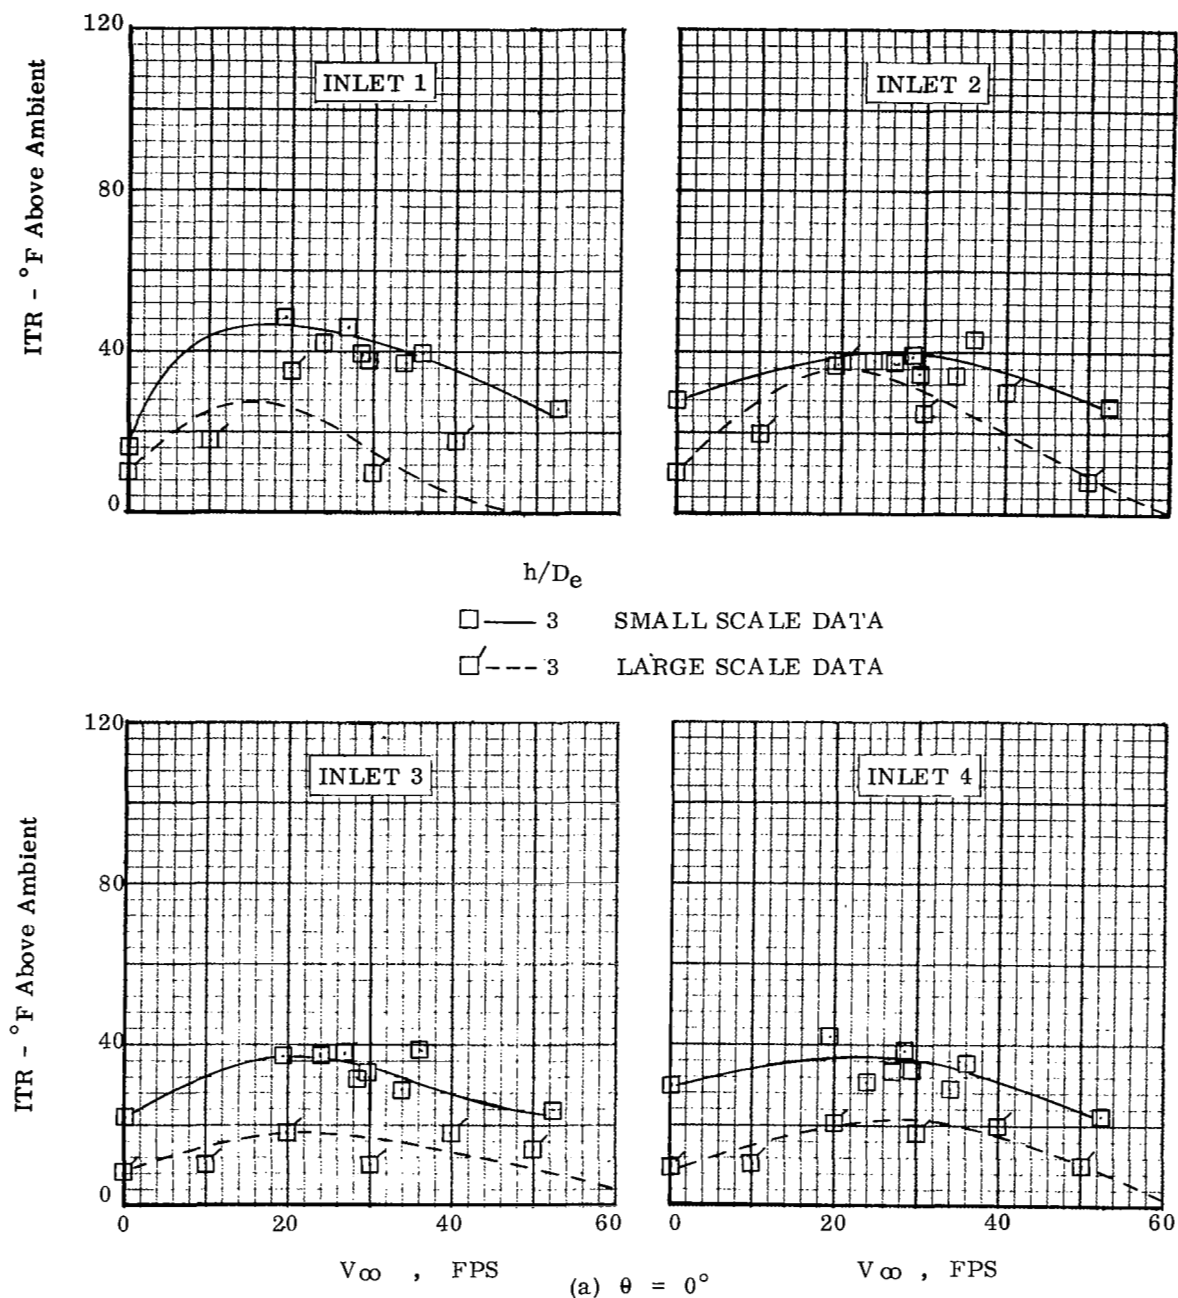 120
80
40
0
ITR - °F Above Ambient
INLET 1
INLET 2
h/De
3 SMALL SCALE DATA
3 LARGE SCALE DATA
120
80
40
0
ITR - °F Above Ambient
INLET 3
INLET 4
0 20 40 60
0 20 40 60
V∞ , FPS
V∞ , FPS
(a) θ = 0°